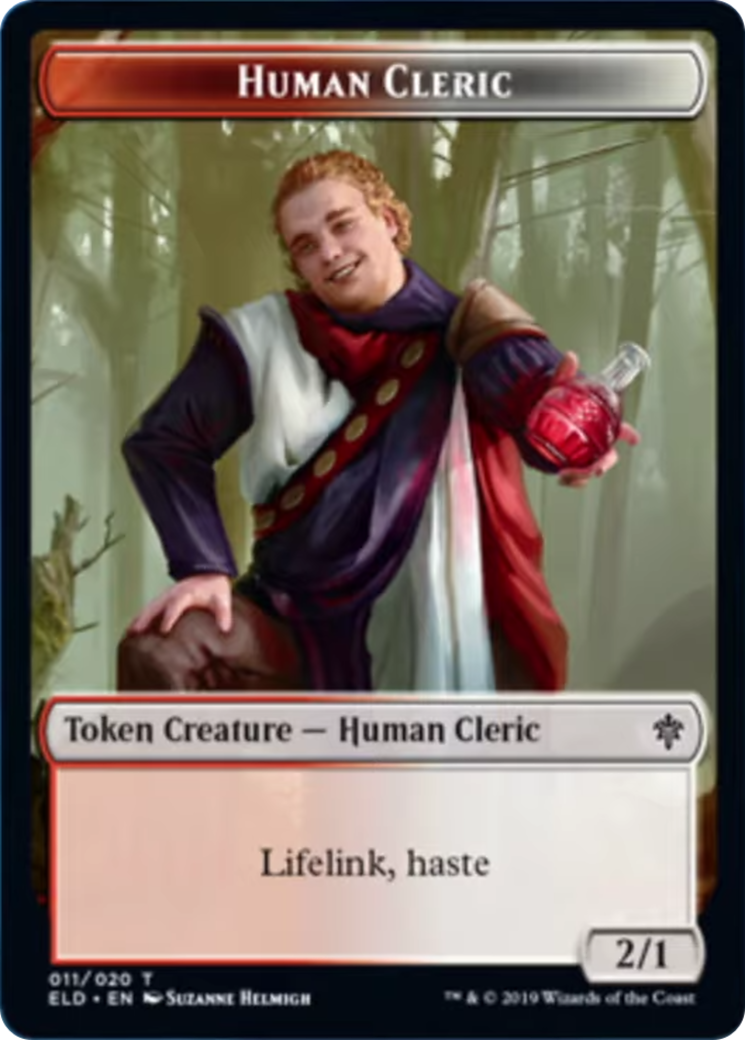 Human Cleric
Token Creature — Human Cleric
Lifelink, haste
2/1
011/020 T
ELD • EN Suzanne Helmigh
™ & © 2019 Wizards of the Coast